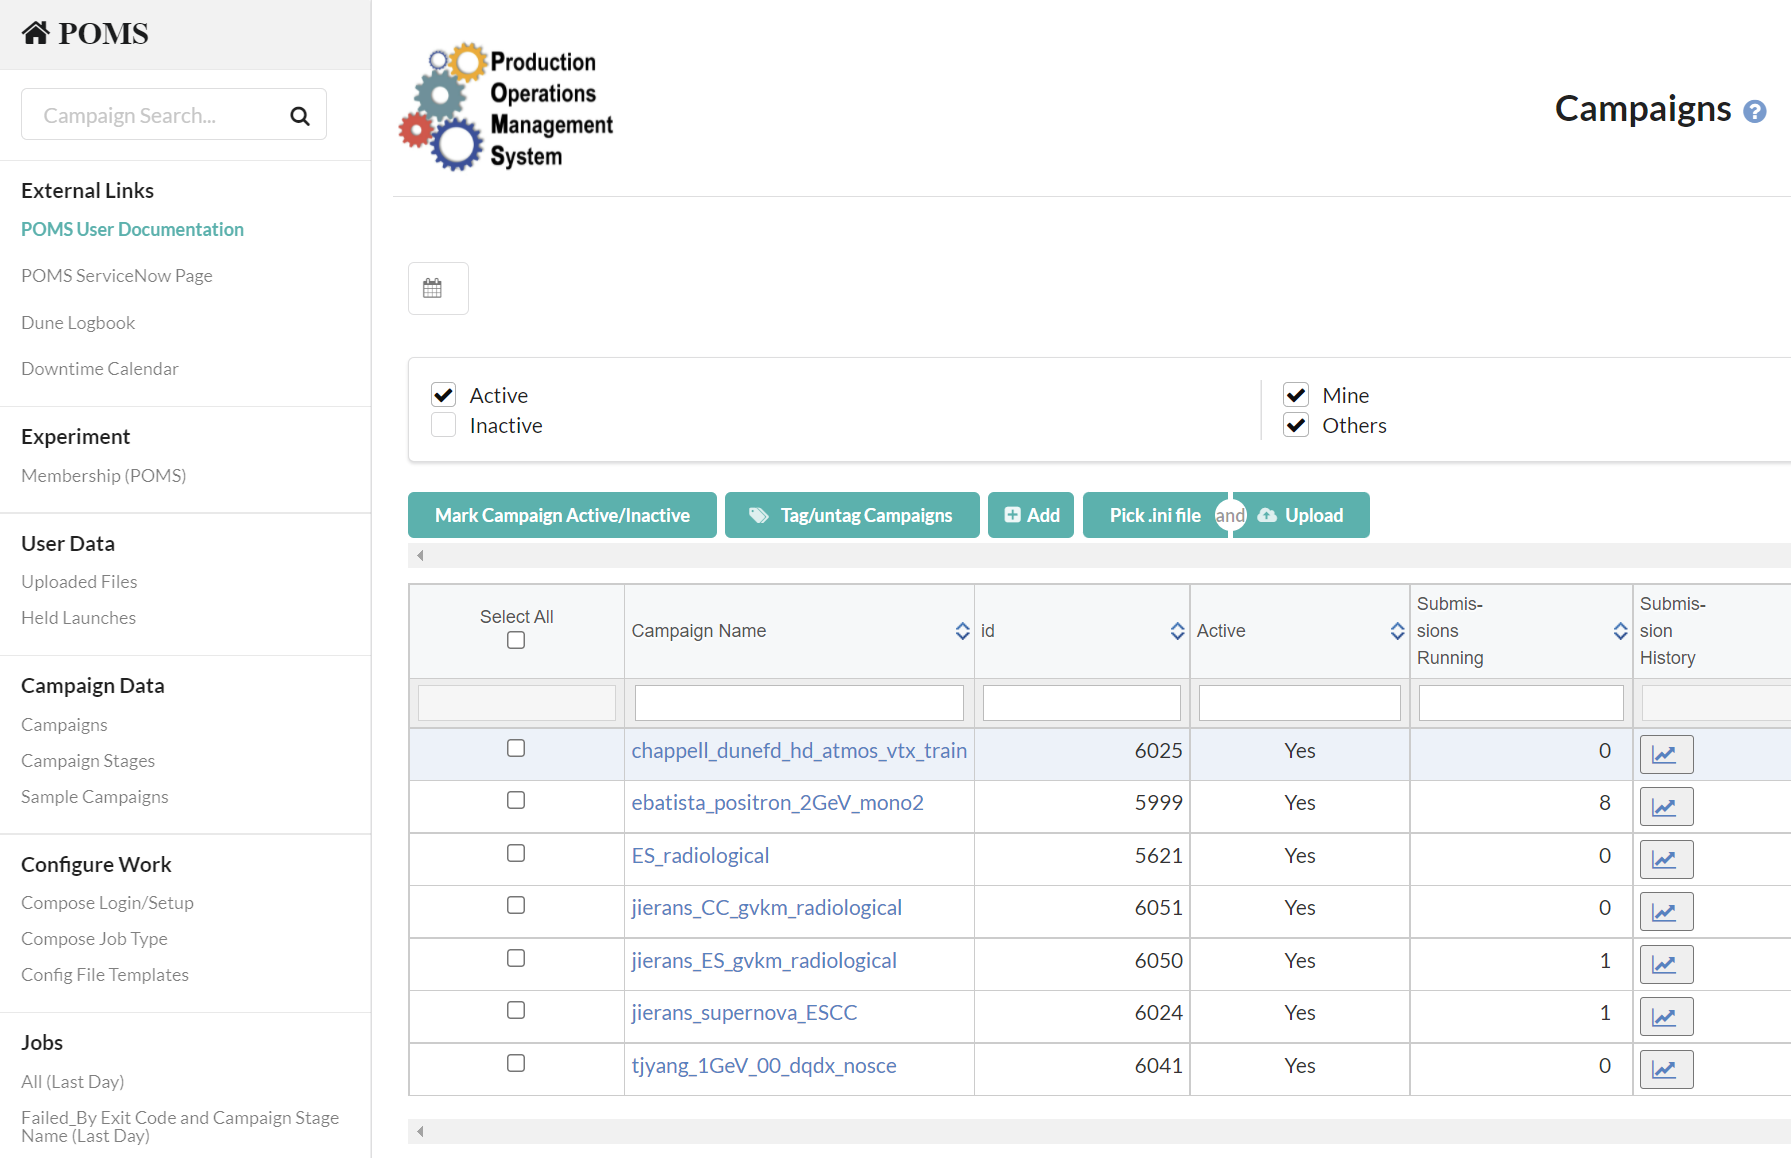 POMS
Campaign Search...
External Links
POMS User Documentation
POMS ServiceNow Page
Dune Logbook
Downtime Calendar
Experiment
Membership (POMS)
User Data
Uploaded Files
Held Launches
Campaign Data
Campaigns
Campaign Stages
Sample Campaigns
Configure Work
Compose Login/Setup
Compose Job Type
Config File Templates
Jobs
All (Last Day)
Failed_By Exit Code and Campaign Stage
Name (Last Day)
Production
Operations
Management
System
Campaigns ?
Active
Inactive
Mine
Others
Mark Campaign Active/Inactive Tag/untag Campaigns Add Pick .ini file and Upload
Select All
Campaign Name
id
Active
Submis-
sions
Running
Submis-
sion
History
chappell_dunefd_hd_atmos_vtx_train 6025 Yes 0
ebatista_positron_2GeV_mono2 5999 Yes 8
ES_radiological 5621 Yes 0
jierans_CC_gvkm_radiological 6051 Yes 0
jierans_ES_gvkm_radiological 6050 Yes 1
jierans_supernova_ESCC 6024 Yes 1
tjyang_1GeV_00_dqdx_nosce 6041 Yes 0